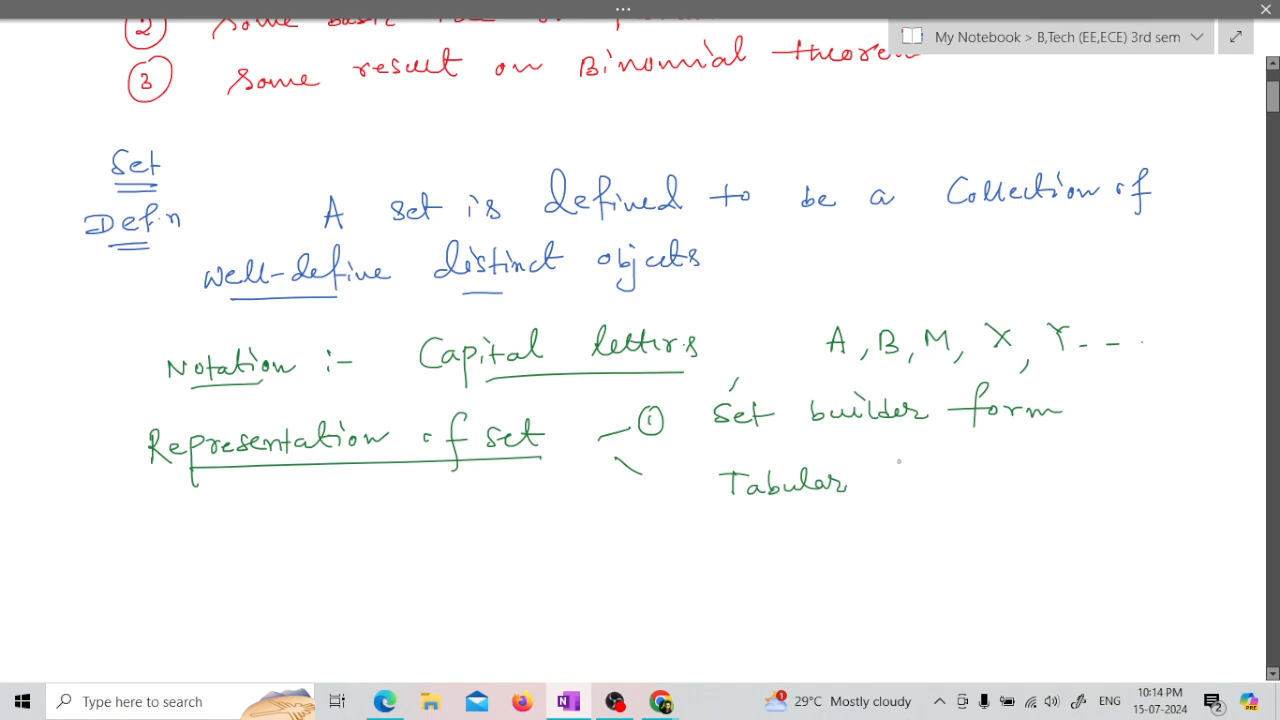 ...
My Notebook > B,Tech (EE,ECE) 3rd sem
② some basic
③ some result on Binomial theorem
Set
Defn
A set is defined to be a Collection of
well-define distinct objects
Notation :- Capital letters A, B, M, X, Y - - .
Representation of set ① Set builder form
Tabular
Type here to search
29°C Mostly cloudy
ENG
10:14 PM
15-07-2024